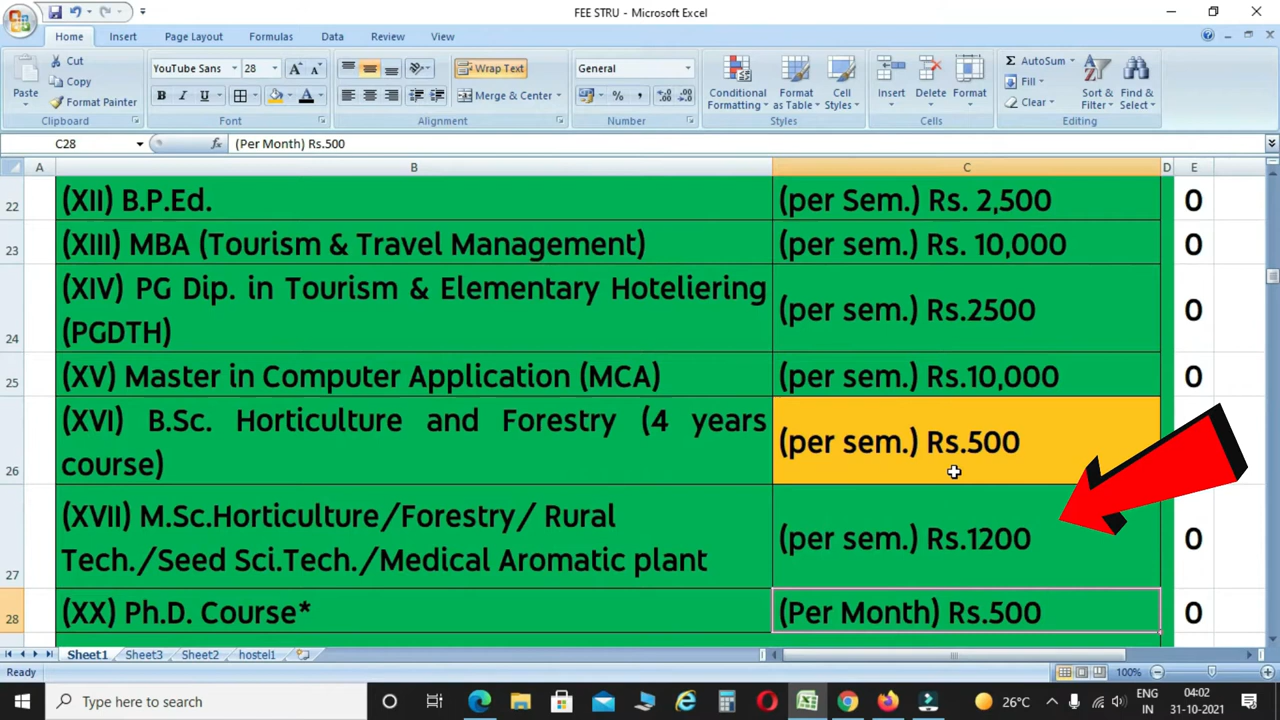 FEE STRU - Microsoft Excel
Home Insert Page Layout Formulas Data Review View
Paste Cut Copy Format Painter Clipboard
YouTube Sans 28 A A B I U A Font
Wrap Text Merge & Center Alignment
General % , Number
Conditional Formatting Format as Table Cell Styles Styles
Insert Delete Format Cells
Σ AutoSum Fill Clear Sort & Filter Find & Select Editing
C28 fx (Per Month) Rs.500
A B C D E
22 (XII) B.P.Ed. (per Sem.) Rs. 2,500 0
23 (XIII) MBA (Tourism & Travel Management) (per sem.) Rs. 10,000 0
(XIV) PG Dip. in Tourism & Elementary Hoteliering
24 (PGDTH) (per sem.) Rs.2500 0
25 (XV) Master in Computer Application (MCA) (per sem.) Rs.10,000 0
(XVI) B.Sc. Horticulture and Forestry (4 years
26 course) (per sem.) Rs.500 0
(XVII) M.Sc.Horticulture/Forestry/ Rural
27 Tech./Seed Sci.Tech./Medical Aromatic plant (per sem.) Rs.1200 0
28 (XX) Ph.D. Course* (Per Month) Rs.500 0
Sheet1 Sheet3 Sheet2 hostel1
Ready 100%
Type here to search 26°C ENG IN 04:02 31-10-2021